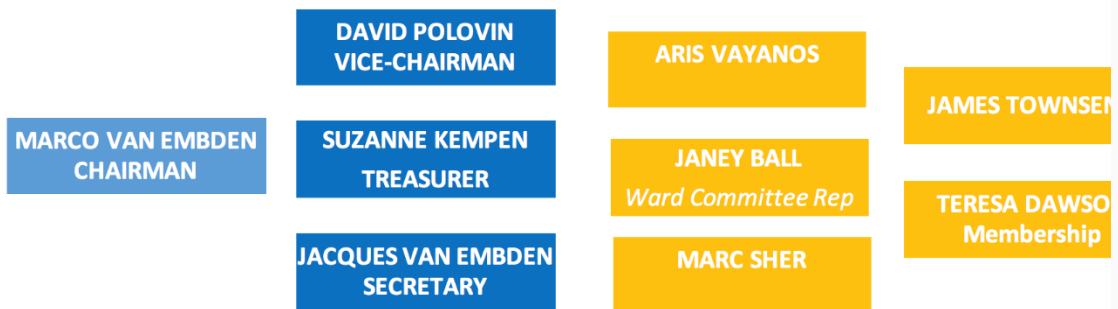 MARCO VAN EMBDEN
CHAIRMAN
DAVID POLOVIN
VICE-CHAIRMAN
SUZANNE KEMPEN
TREASURER
JACQUES VAN EMBDEN
SECRETARY
ARIS VAYANOS
JANEY BALL
Ward Committee Rep
MARC SHER
JAMES TOWNSEN
TERESA DAWSO
Membership